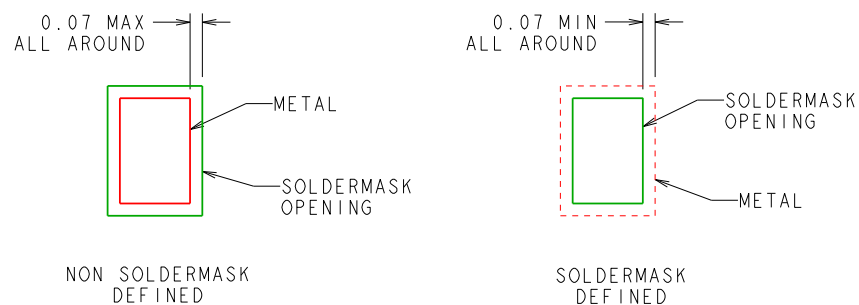 0.07 MAX
ALL AROUND
METAL
SOLDERMASK
OPENING
NON SOLDERMASK
DEFINED
0.07 MIN
ALL AROUND
SOLDERMASK
OPENING
METAL
SOLDERMASK
DEFINED